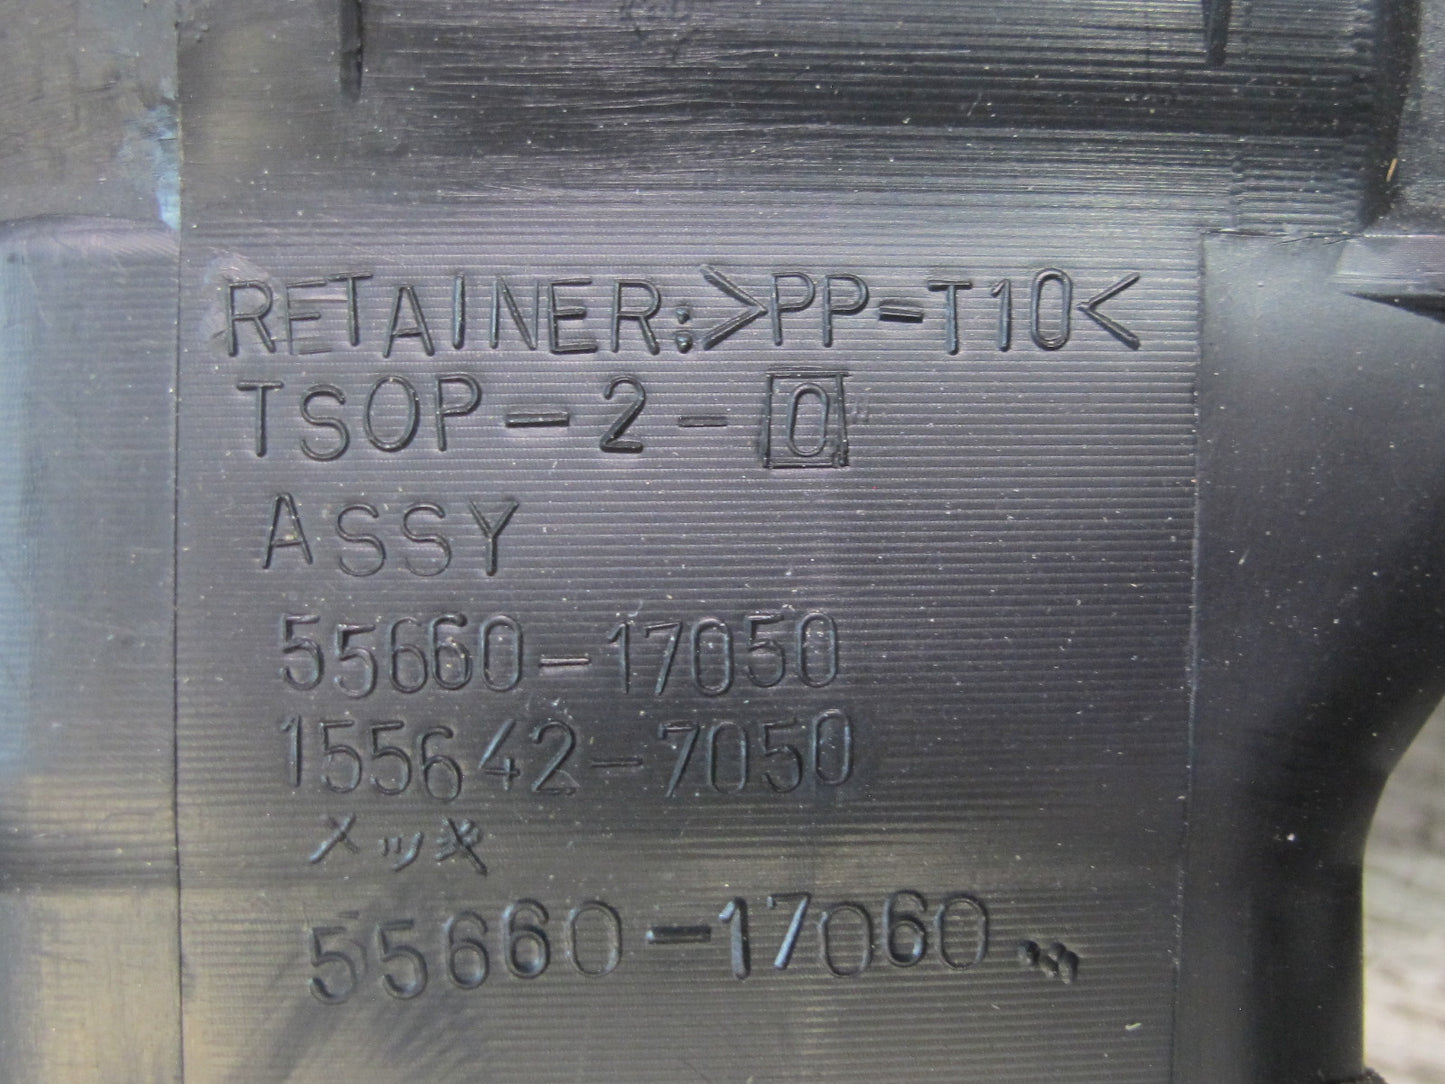 RETAINER:>PP-T10<
TSOP-2-0
ASSY
55660-17050
155642-7050
メッキ
55660-17060